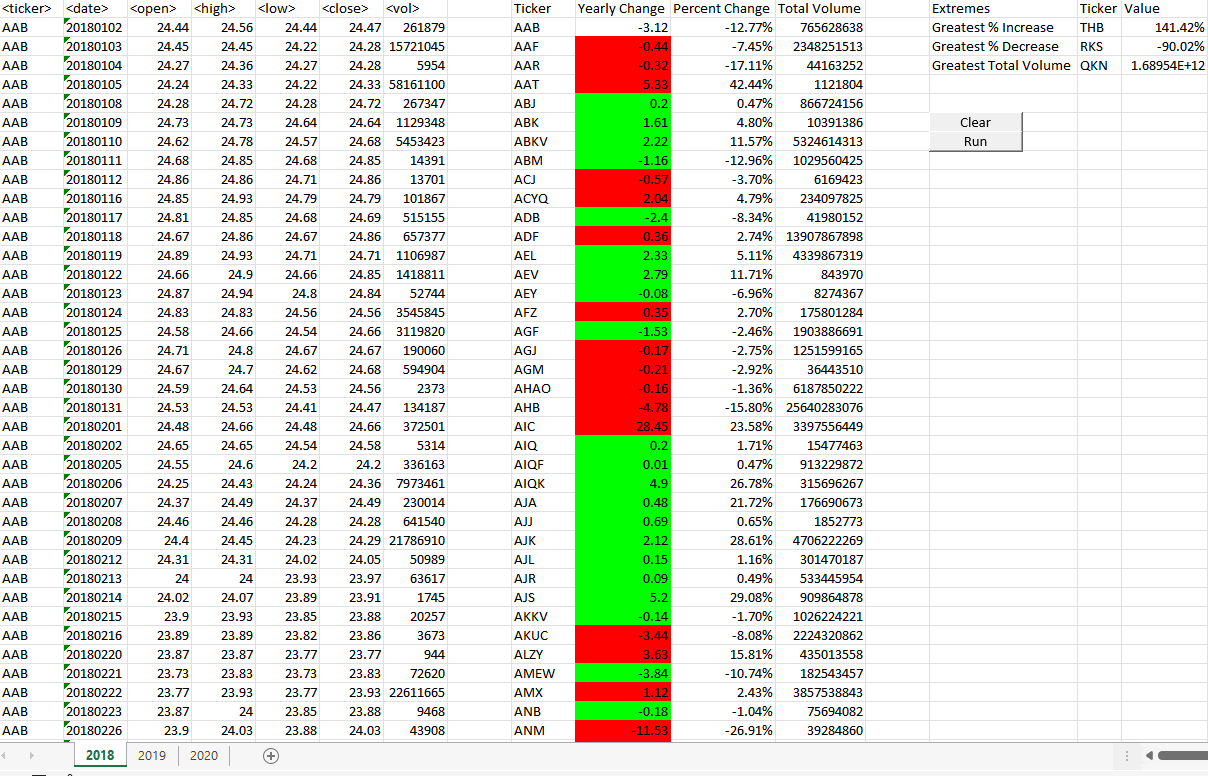 <ticker> <date> <open> <high> <low> <close> <vol> Ticker Yearly Change Percent Change Total Volume Extremes Ticker Value
AAB 20180102 24.44 24.56 24.44 24.47 261879 AAB -3.12 -12.77% 765628638 Greatest % Increase THB 141.42%
AAB 20180103 24.45 24.45 24.22 24.28 15721045 AAF -0.44 -7.45% 2348251513 Greatest % Decrease RKS -90.02%
AAB 20180104 24.27 24.36 24.27 24.28 5954 AAR -0.32 -17.11% 44163252 Greatest Total Volume QKN 1.68954E+12
AAB 20180105 24.24 24.33 24.22 24.33 58161100 AAT 5.33 42.44% 1121804
AAB 20180108 24.28 24.72 24.28 24.72 267347 ABJ 0.2 0.47% 866724156
AAB 20180109 24.73 24.73 24.64 24.64 1129348 ABK 1.61 4.80% 10391386 Clear
AAB 20180110 24.62 24.78 24.57 24.68 5453423 ABKV 2.22 11.57% 5324614313 Run
AAB 20180111 24.68 24.85 24.68 24.85 14391 ABM -1.16 -12.96% 1029560425
AAB 20180112 24.86 24.86 24.71 24.86 13701 ACJ -0.57 -3.70% 6169423
AAB 20180116 24.85 24.93 24.79 24.79 101867 ACYQ 2.04 4.79% 234097825
AAB 20180117 24.81 24.85 24.68 24.69 515155 ADB -2.4 -8.34% 41980152
AAB 20180118 24.67 24.86 24.67 24.86 657377 ADF 0.36 2.74% 13907867898
AAB 20180119 24.89 24.93 24.71 24.71 1106987 AEL 2.33 5.11% 4339867319
AAB 20180122 24.66 24.9 24.66 24.85 1418811 AEV 2.79 11.71% 843970
AAB 20180123 24.87 24.94 24.8 24.84 52744 AEY -0.08 -6.96% 8274367
AAB 20180124 24.83 24.83 24.56 24.56 3545845 AFZ 0.35 2.70% 175801284
AAB 20180125 24.58 24.66 24.54 24.66 3119820 AGF -1.53 -2.46% 1903886691
AAB 20180126 24.71 24.8 24.67 24.67 190060 AGJ -0.17 -2.75% 1251599165
AAB 20180129 24.67 24.7 24.62 24.68 594904 AGM -0.21 -2.92% 36443510
AAB 20180130 24.59 24.64 24.53 24.56 2373 AHAO -0.16 -1.36% 6187850222
AAB 20180131 24.53 24.53 24.41 24.47 134187 AHB -4.78 -15.80% 25640283076
AAB 20180201 24.48 24.66 24.48 24.66 372501 AIC 28.45 23.58% 3397556449
AAB 20180202 24.65 24.65 24.54 24.58 5314 AIQ 0.2 1.71% 15477463
AAB 20180205 24.55 24.6 24.2 24.2 336163 AIQF 0.01 0.47% 913229872
AAB 20180206 24.25 24.43 24.24 24.36 7973461 AIQK 4.9 26.78% 315696267
AAB 20180207 24.37 24.49 24.37 24.49 230014 AJA 0.48 21.72% 176690673
AAB 20180208 24.46 24.46 24.28 24.28 641540 AJJ 0.69 0.65% 1852773
AAB 20180209 24.4 24.45 24.23 24.29 21786910 AJK 2.12 28.61% 4706222269
AAB 20180212 24.31 24.31 24.02 24.05 50989 AJL 0.15 1.16% 301470187
AAB 20180213 24 24 23.93 23.97 63617 AJR 0.09 0.49% 533445954
AAB 20180214 24.02 24.07 23.89 23.91 1745 AJS 5.2 29.08% 909864878
AAB 20180215 23.9 23.9 23.85 23.88 20257 AKKV -0.14 -1.70% 1026224221
AAB 20180216 23.89 23.89 23.82 23.86 3673 AKUC -3.44 -8.08% 2224320862
AAB 20180220 23.87 23.87 23.77 23.77 944 ALZY 3.63 15.81% 435013558
AAB 20180221 23.73 23.83 23.73 23.83 72620 AMEW -3.84 -10.74% 182543457
AAB 20180222 23.77 23.93 23.77 23.93 22611665 AMX 1.12 2.43% 3857538843
AAB 20180223 23.87 24 23.85 23.88 9468 ANB -0.18 -1.04% 75694082
AAB 20180226 23.9 24.03 23.88 24.03 43908 ANM -11.53 -26.91% 39284860
2018 2019 2020